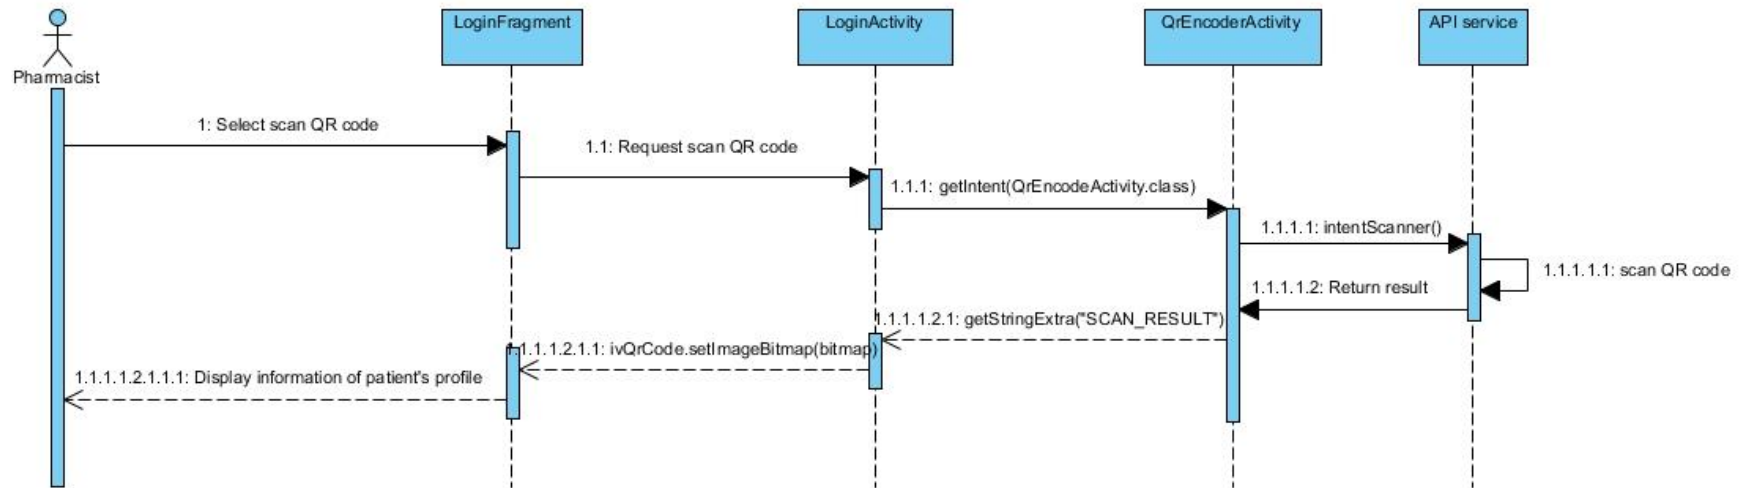 LoginFragment
LoginActivity
QrEncoderActivity
API service
Pharmacist
1: Select scan QR code
1.1: Request scan QR code
1.1.1: getIntent(QrEncodeActivity.class)
1.1.1.1: intentScanner()
1.1.1.1.1: scan QR code
1.1.1.1.2: Return result
1.1.1.1.2.1: getStringExtra("SCAN_RESULT")
1.1.1.1.2.1.1: ivQrCode.setImageBitmap(bitmap)
1.1.1.1.2.1.1.1: Display information of patient's profile